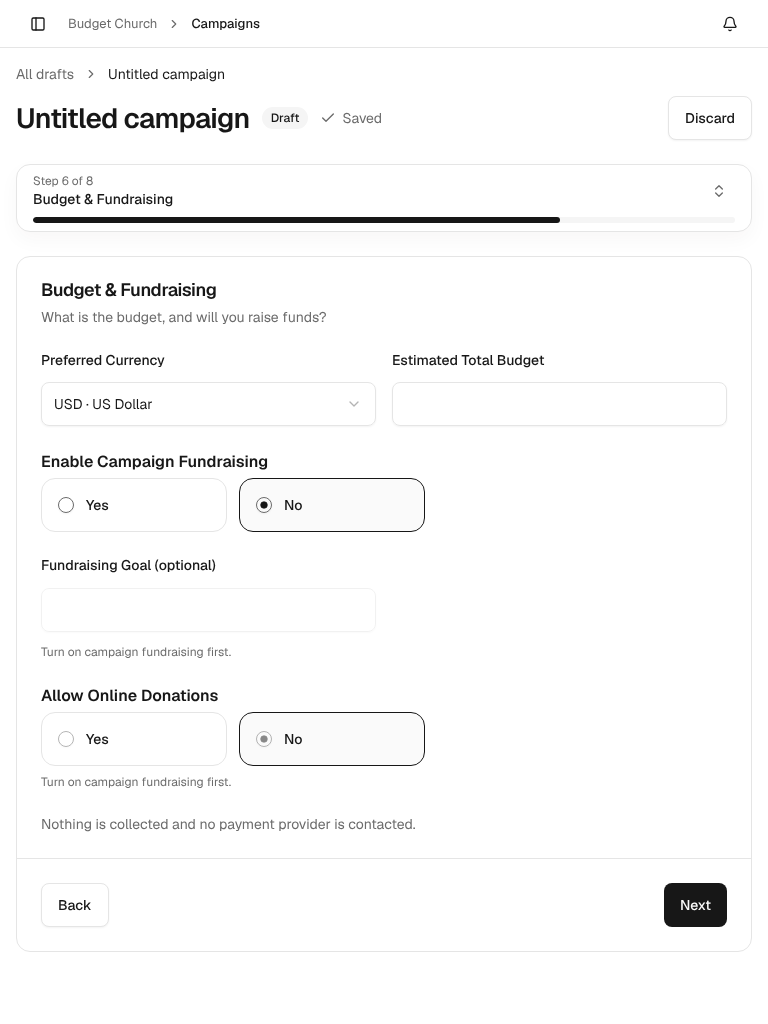 Budget Church > Campaigns
All drafts > Untitled campaign
Untitled campaign Draft Saved Discard
Step 6 of 8
Budget & Fundraising
Budget & Fundraising
What is the budget, and will you raise funds?
Preferred Currency Estimated Total Budget
USD · US Dollar
Enable Campaign Fundraising
Yes No
Fundraising Goal (optional)
Turn on campaign fundraising first.
Allow Online Donations
Yes No
Turn on campaign fundraising first.
Nothing is collected and no payment provider is contacted.
Back Next